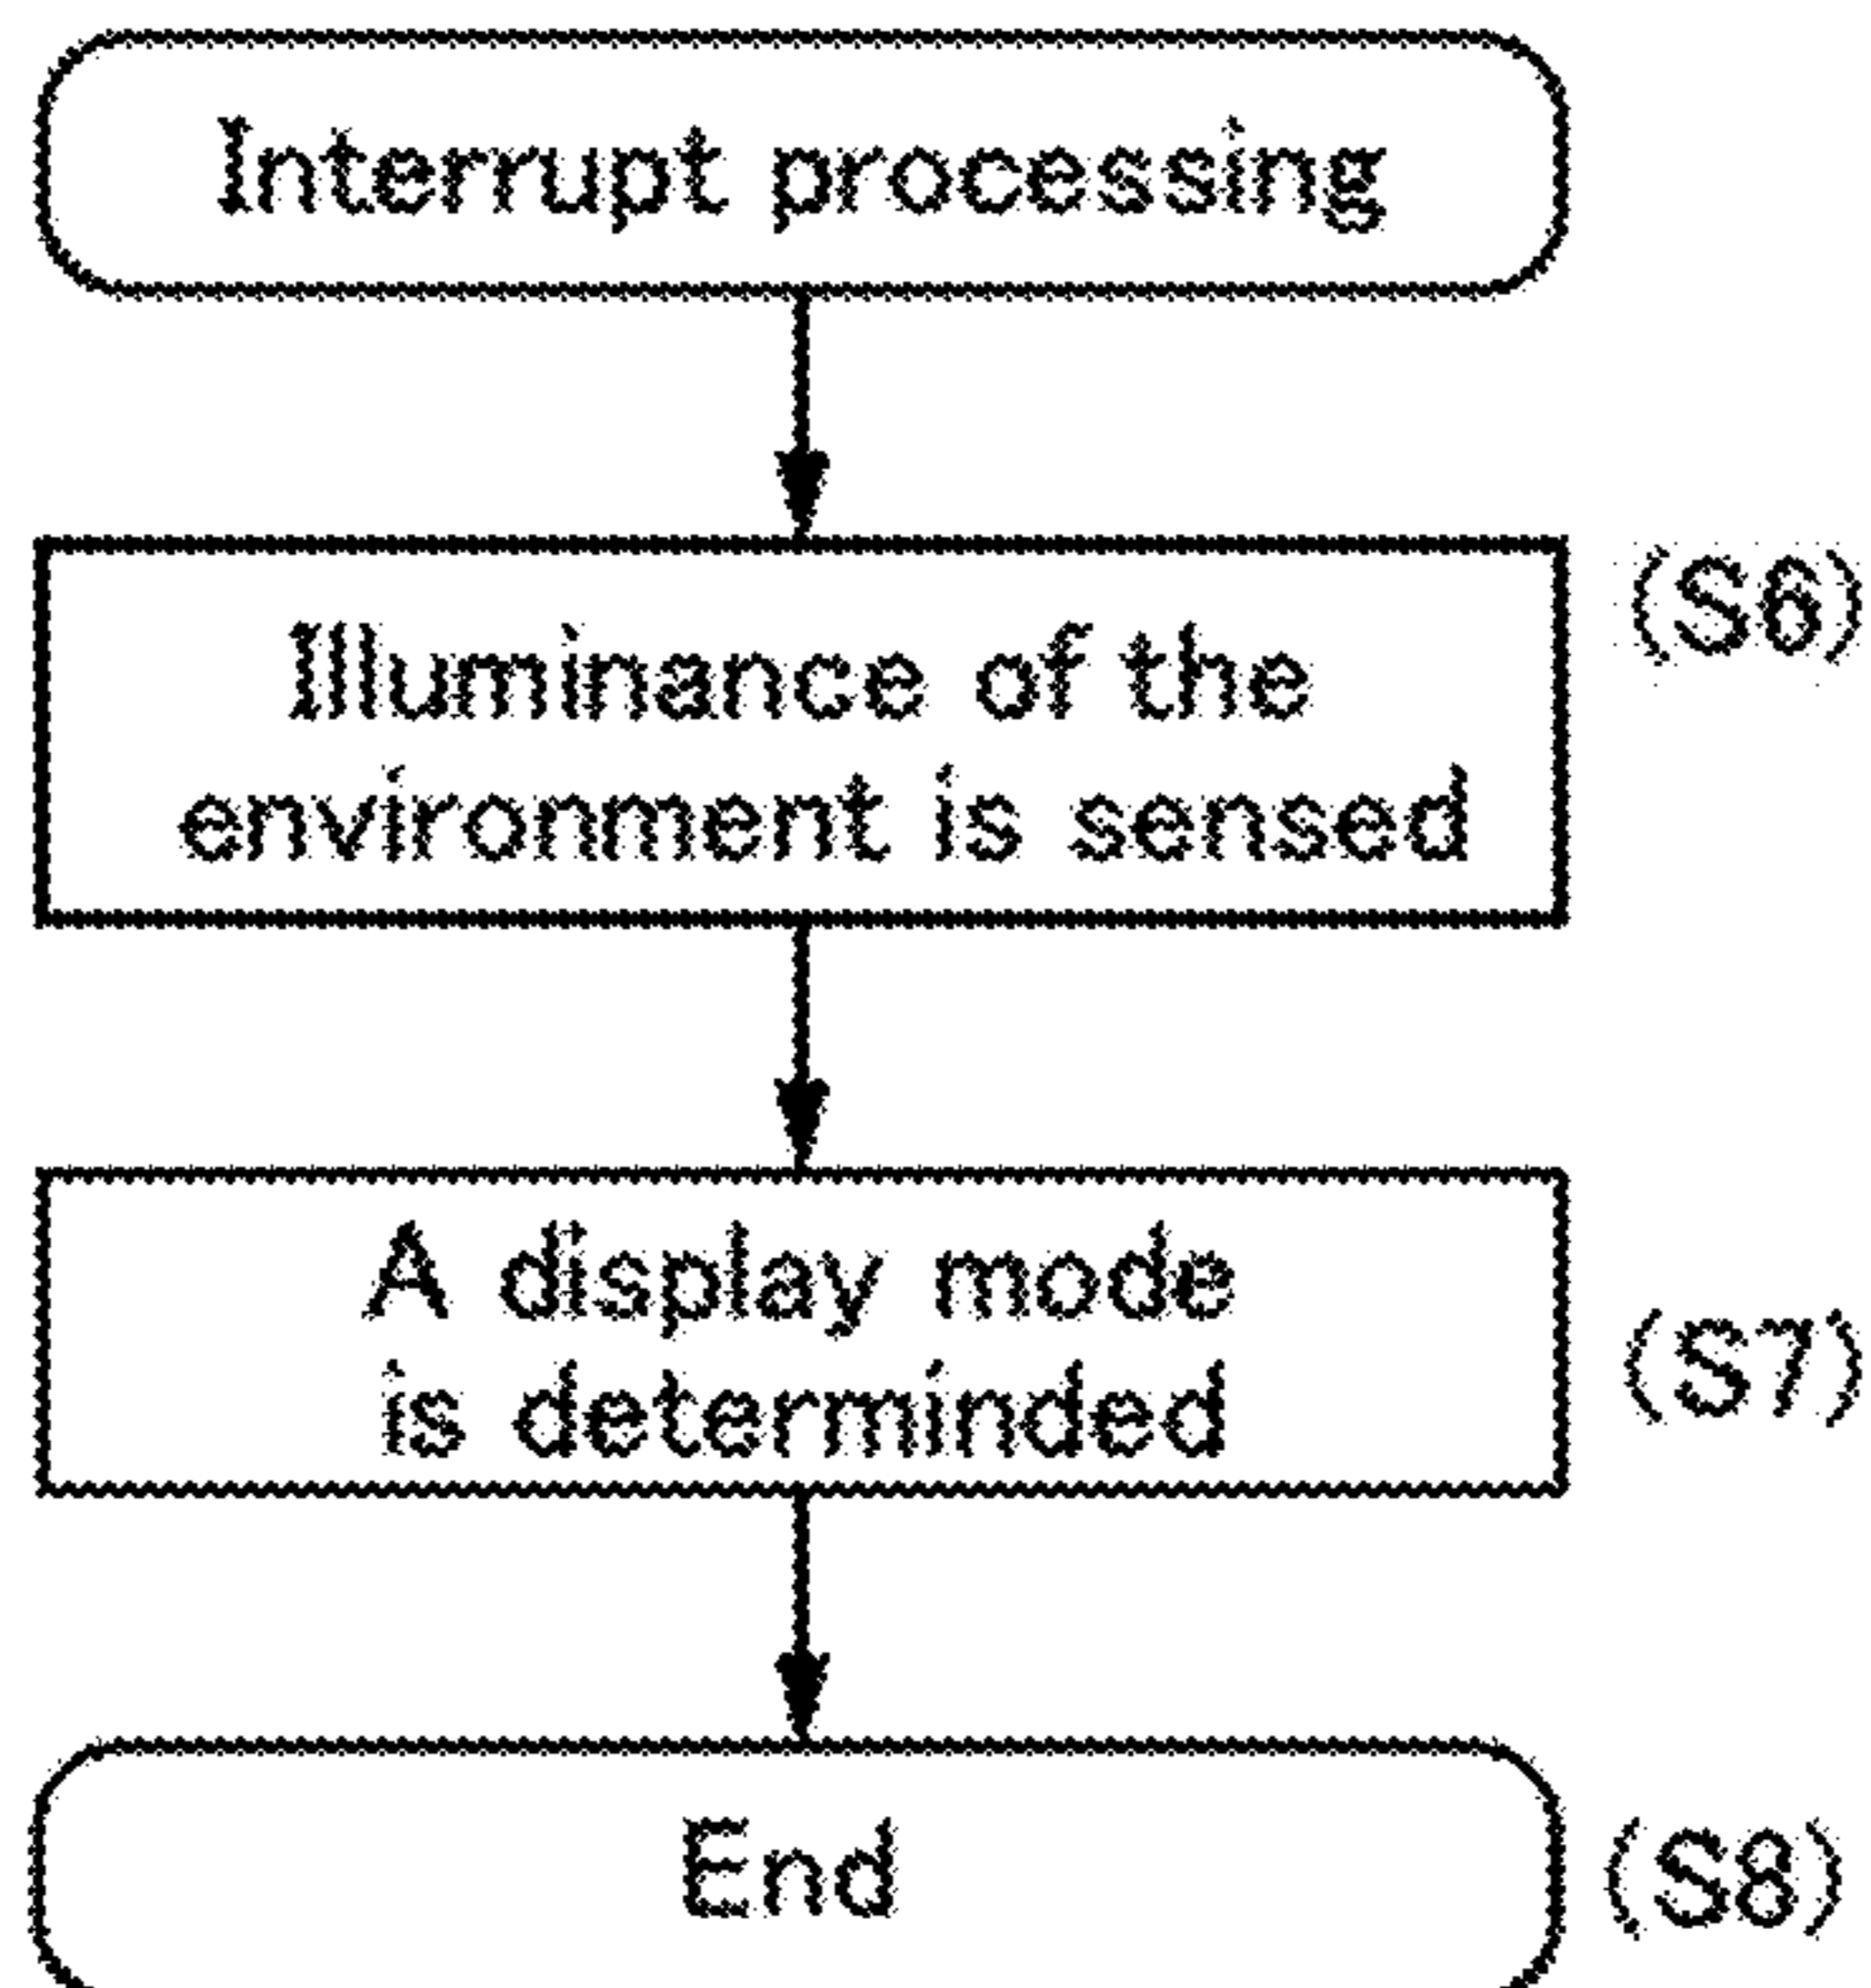 Interrupt processing
(S6)
Illuminance of the
environment is sensed
A display mode
(S7)
is determinded
End
(S8)